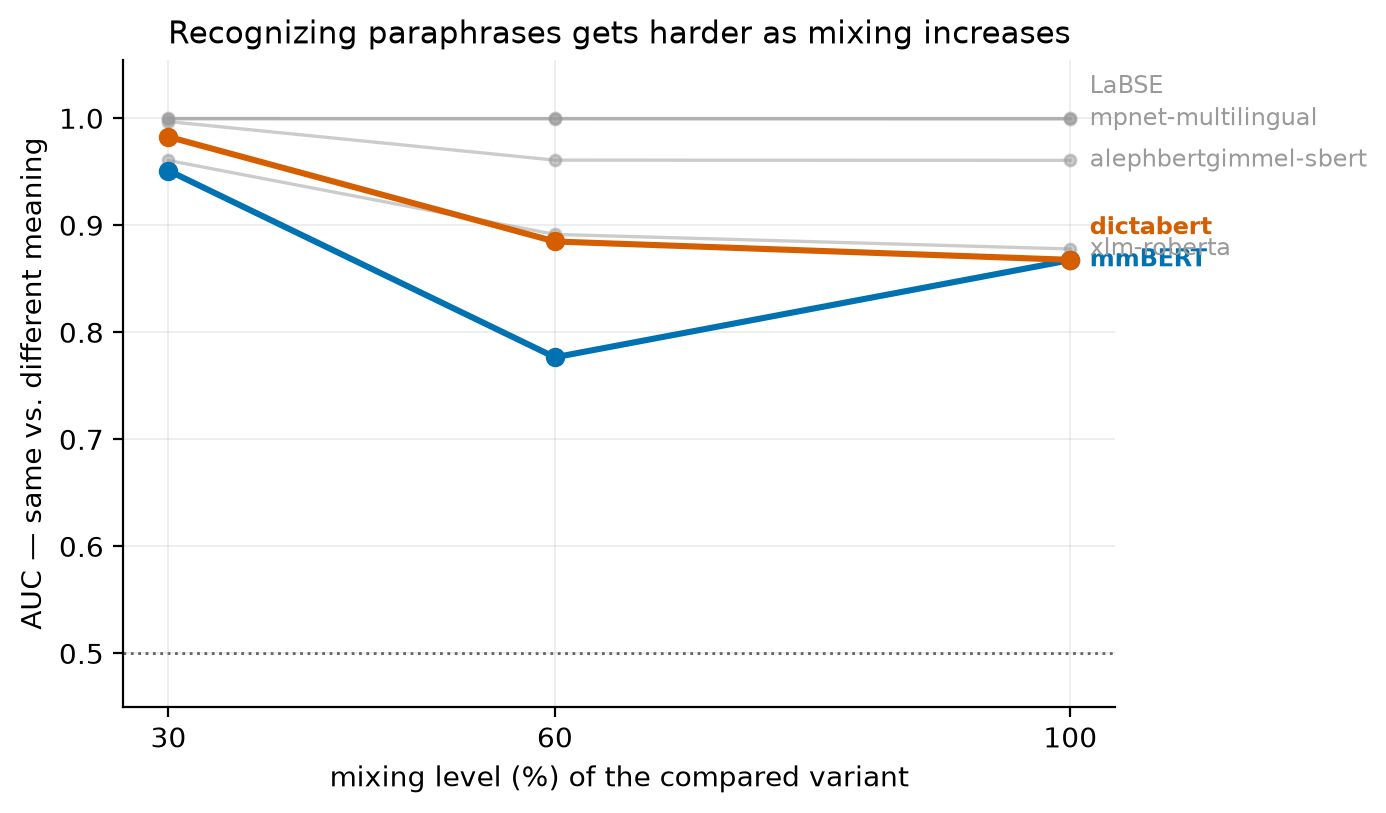 Recognizing paraphrases gets harder as mixing increases
AUC — same vs. different meaning
1.0
0.9
0.8
0.7
0.6
0.5
30
60
100
mixing level (%) of the compared variant
LaBSE
mpnet-multilingual
alephbertgimmel-sbert
dictabert
xlm-roberta
mmBERT